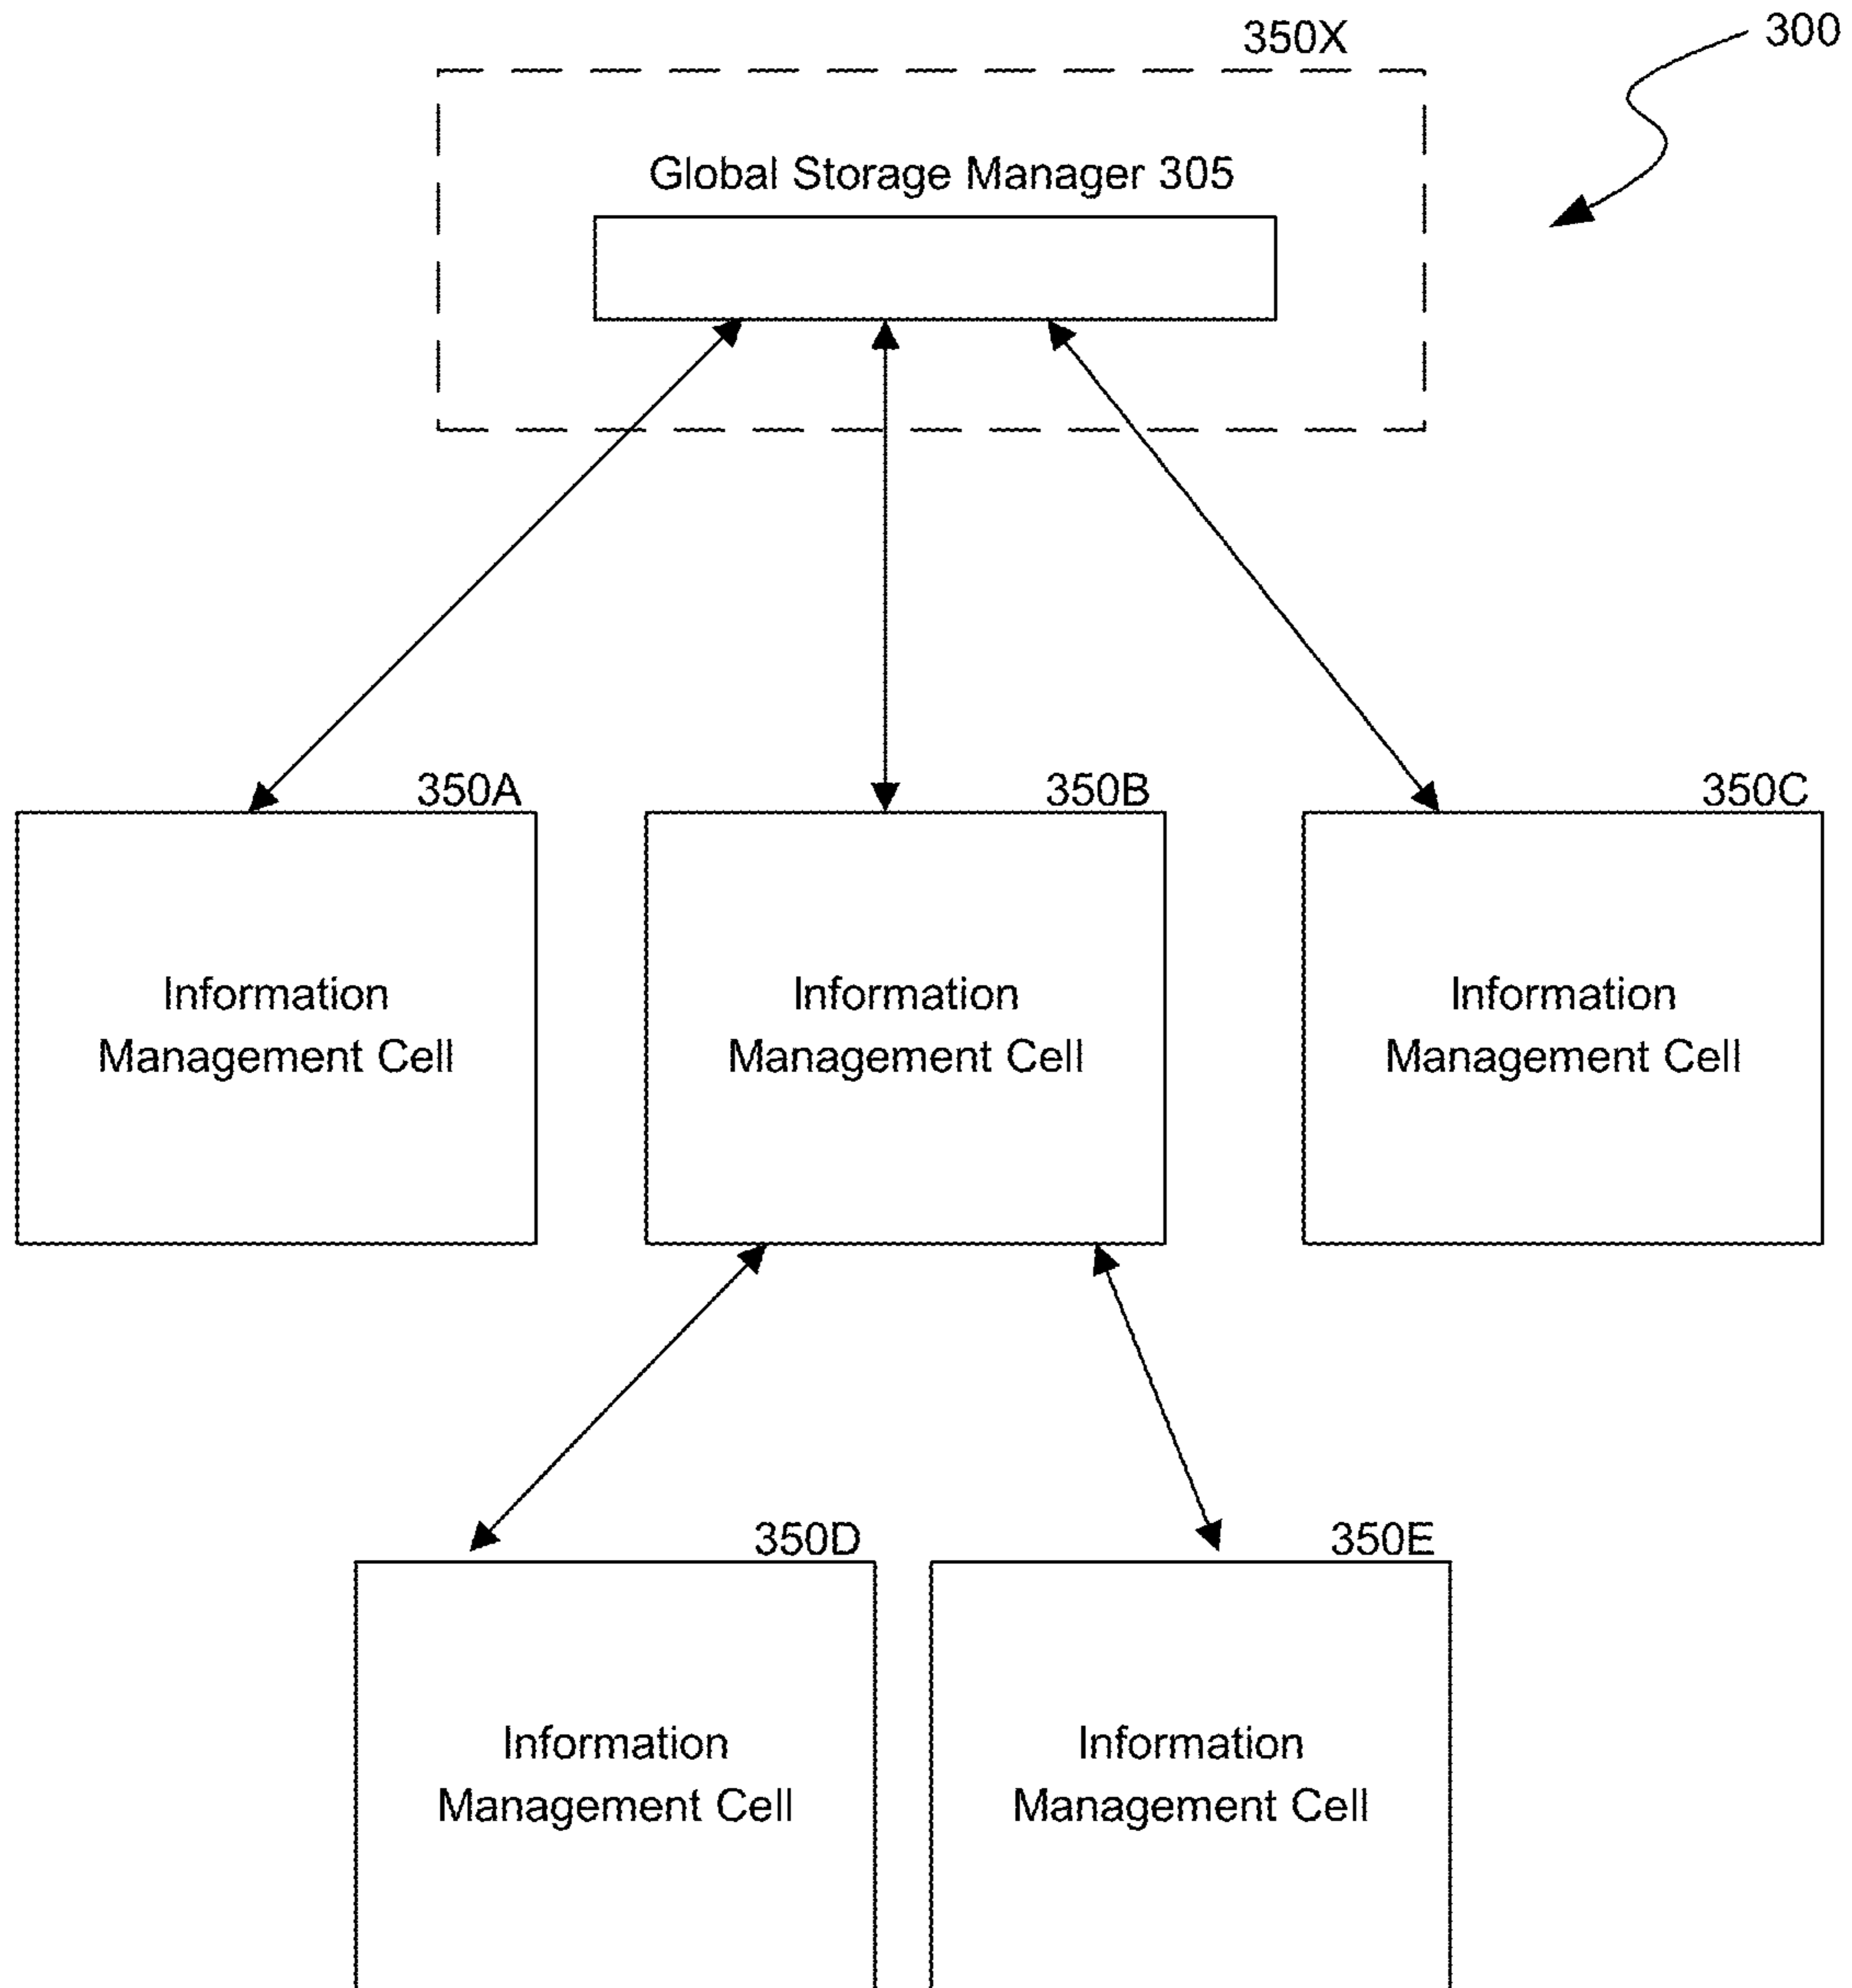 350X
300
Global Storage Manager 305
350A
350B
350C
Information
Management Cell
Information
Management Cell
Information
Management Cell
350D
350E
Information
Management Cell
Information
Management Cell